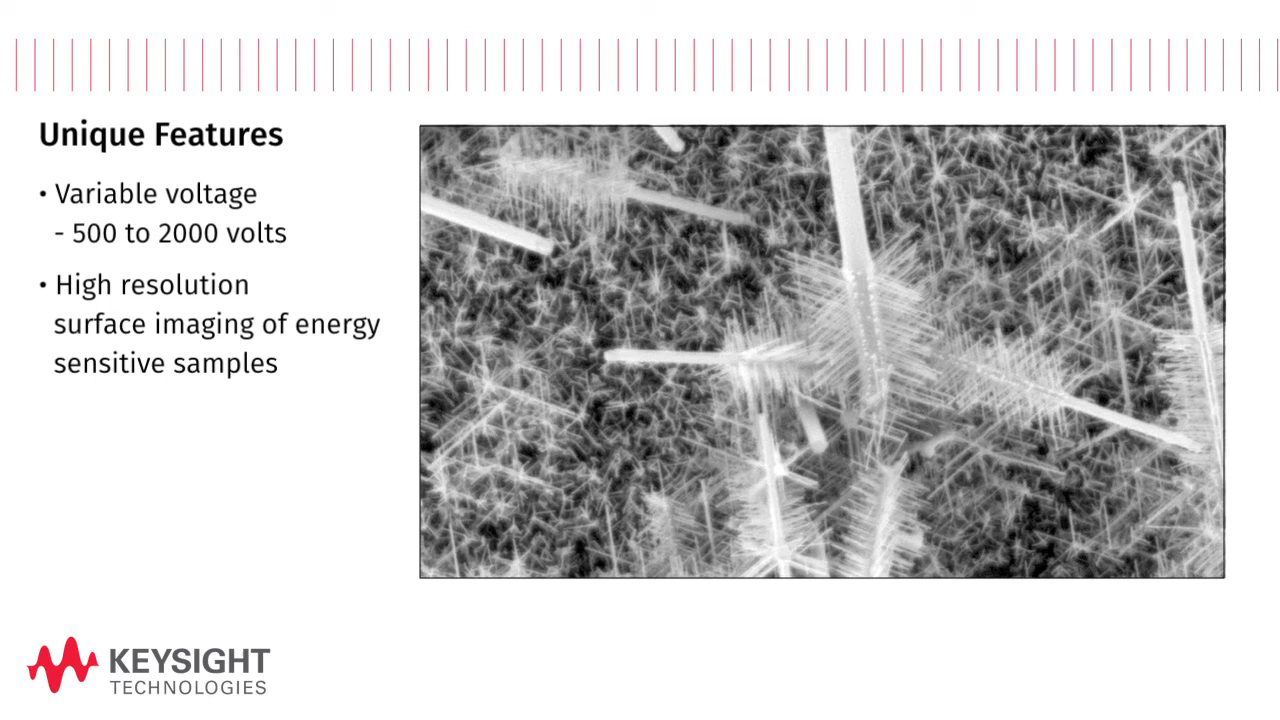 Unique Features
• Variable voltage
- 500 to 2000 volts
• High resolution
surface imaging of energy
sensitive samples
KEYSIGHT
TECHNOLOGIES